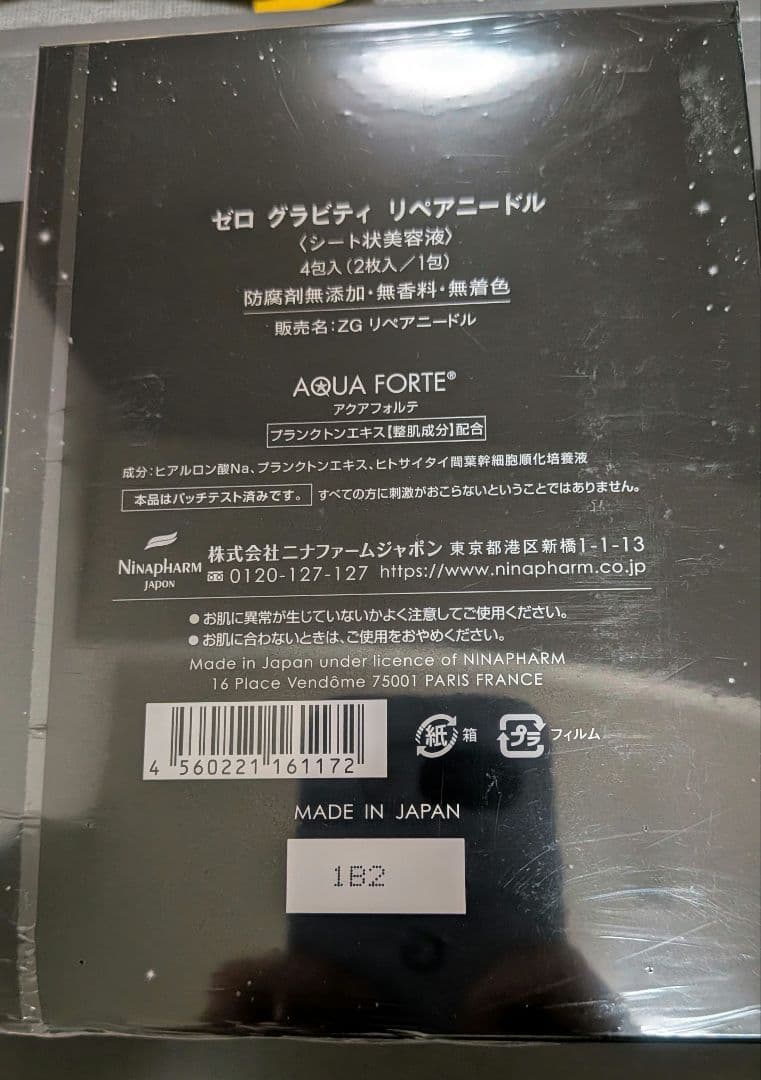 ゼロ グラビティ リペアニードル
〈シート状美容液〉
4包入（2枚入／1包）
防腐剤無添加・無香料・無着色
販売名：ZG リペアニードル
AQUA FORTE®
アクアフォルテ
プランクトンエキス【整肌成分】配合
成分：ヒアルロン酸Na、プランクトンエキス、ヒトサイタイ間葉幹細胞順化培養液
本品はパッチテスト済みです。 すべての方に刺激がおこらないということではありません。
NINAPHARM JAPON 株式会社ニナファームジャポン 東京都港区新橋1-1-13
0120-127-127 https://www.ninapharm.co.jp
●お肌に異常が生じていないかよく注意してご使用ください。
●お肌に合わないときは、ご使用をおやめください。
Made in Japan under licence of NINAPHARM
16 Place Vendôme 75001 PARIS FRANCE
紙 箱 プラ フィルム
4 560221 161172
MADE IN JAPAN
1B2